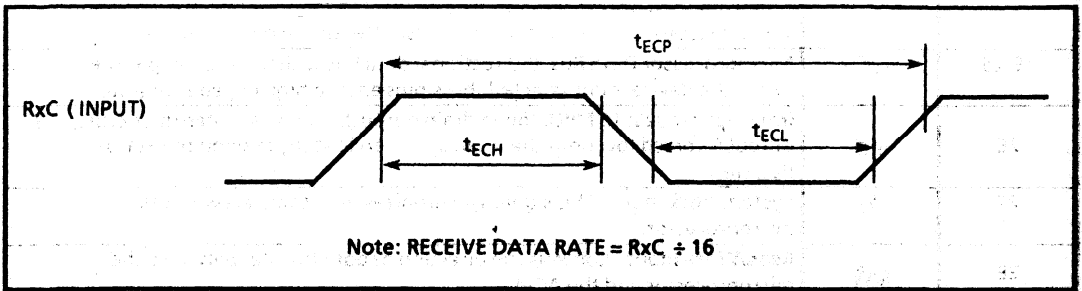 tECP
RxC ( INPUT)
tECH
tECL
Note: RECEIVE DATA RATE = RxC ÷ 16